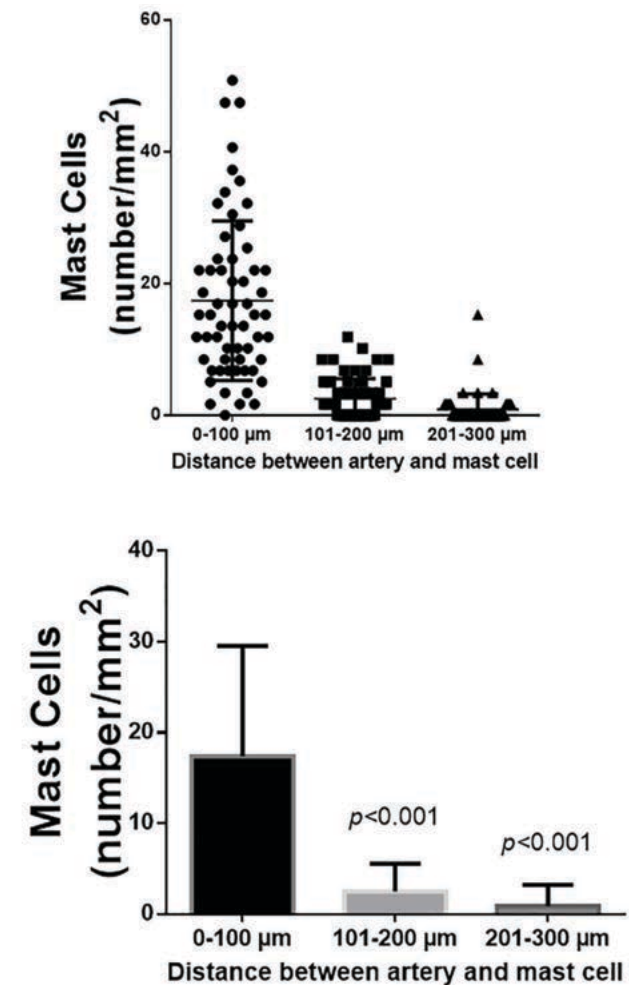 60
40
20
0
Mast Cells
(number/mm²)
0-100 µm 101-200 µm 201-300 µm
Distance between artery and mast cell
40
30
20
10
0
Mast Cells
(number/mm²)
p<0.001
p<0.001
0-100 µm 101-200 µm 201-300 µm
Distance between artery and mast cell